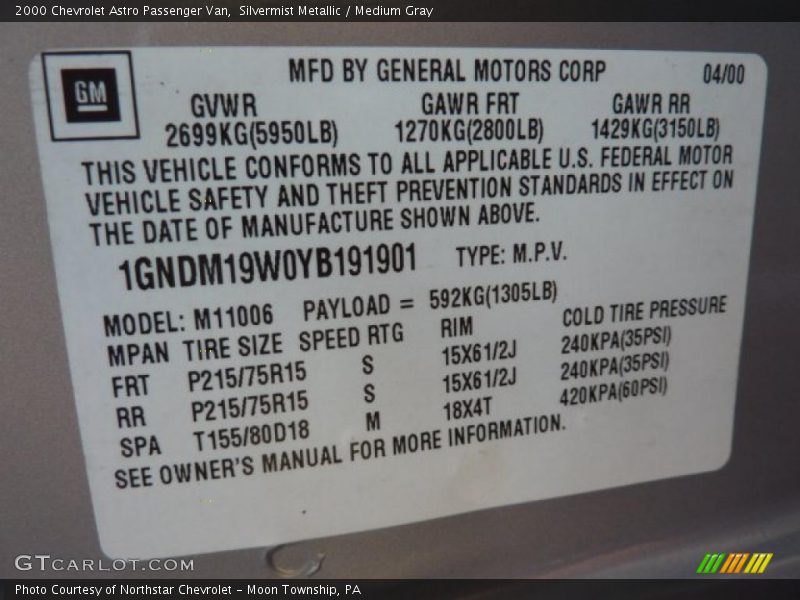 2000 Chevrolet Astro Passenger Van, Silvermist Metallic / Medium Gray
GM
MFD BY GENERAL MOTORS CORP 04/00
GVWR GAWR FRT GAWR RR
2699KG(5950LB) 1270KG(2800LB) 1429KG(3150LB)
THIS VEHICLE CONFORMS TO ALL APPLICABLE U.S. FEDERAL MOTOR
VEHICLE SAFETY AND THEFT PREVENTION STANDARDS IN EFFECT ON
THE DATE OF MANUFACTURE SHOWN ABOVE.
1GNDM19W0YB191901 TYPE: M.P.V.
MODEL: M11006 PAYLOAD = 592KG(1305LB)
MPAN TIRE SIZE SPEED RTG RIM COLD TIRE PRESSURE
FRT P215/75R15 S 15X61/2J 240KPA(35PSI)
RR P215/75R15 S 15X61/2J 240KPA(35PSI)
SPA T155/80D18 M 18X4T 420KPA(60PSI)
SEE OWNER'S MANUAL FOR MORE INFORMATION.
GTCARLOT.COM
Photo Courtesy of Northstar Chevrolet - Moon Township, PA